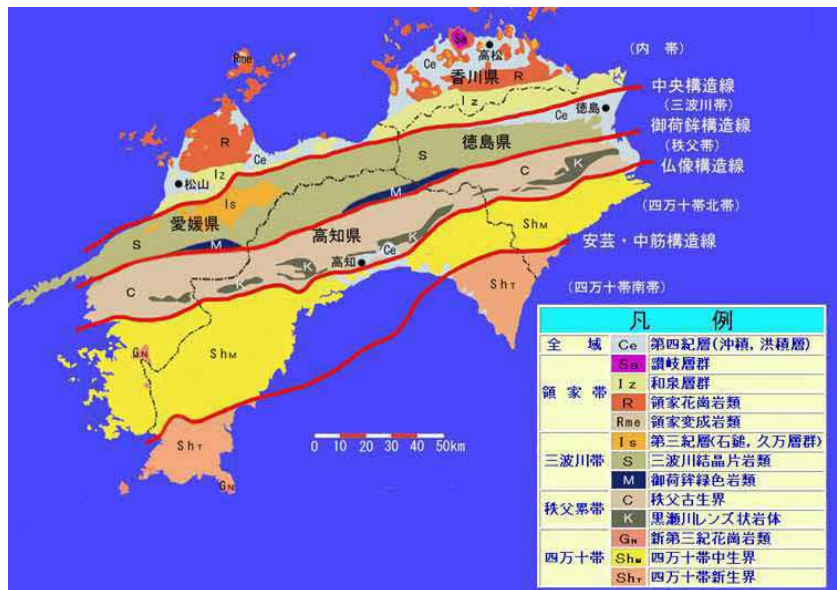 Sa
Ce
高松
(内 帯)
Rme
香川県
R
中央構造線
Iz
(三波川帯)
Ce
徳島
R
御荷鉾構造線
Ce
徳島県
(秩父帯)
Iz
S
K
仏像構造線
松山
C
M
Is
(四万十帯北帯)
愛媛県
高知県
ShM
S
M
K
安芸・中筋構造線
Ce
高知
K
(四万十帯南帯)
C
K
ShT
GN
ShM
ShT
GN
0 10 20 30 40 50km
凡 例
全 域 Ce 第四紀層(沖積, 洪積層)
領 家 帯 Sa 讃岐層群
Iz 和泉層群
R 領家花崗岩類
Rme 領家変成岩類
三波川帯 Is 第三紀層(石鎚, 久万層群)
S 三波川結晶片岩類
M 御荷鉾緑色岩類
秩父累帯 C 秩父古生界
K 黒瀬川レンズ状岩体
四万十帯 GN 新第三紀花崗岩類
ShM 四万十帯中生界
ShT 四万十帯新生界